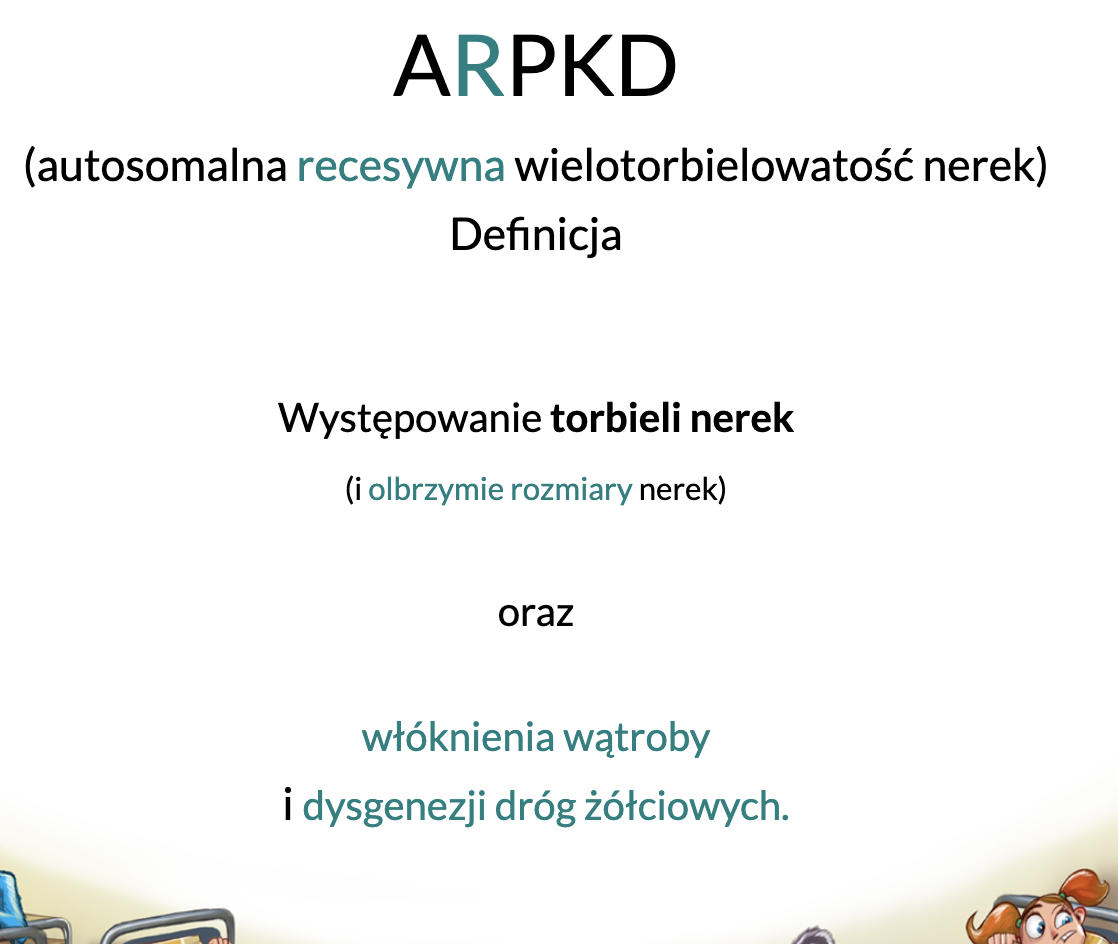 ARPKD
(autosomalna recesywna wielotorbielowatość nerek)
Definicja
Występowanie torbieli nerek
(i olbrzymie rozmiary nerek)
oraz
włóknienia wątroby
i dysgenezji dróg żółciowych.